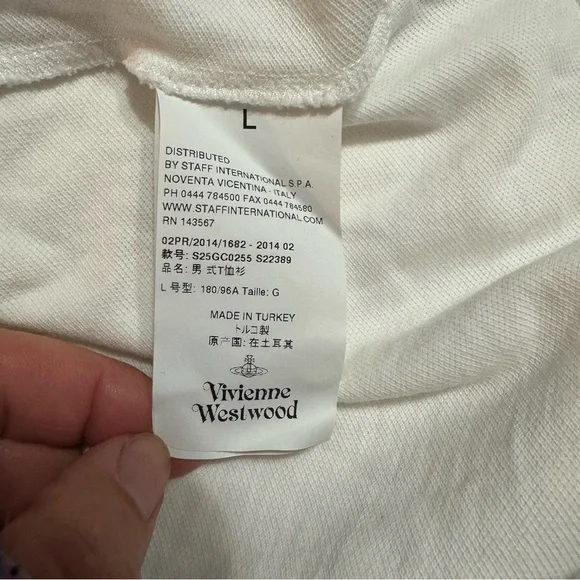 L
DISTRIBUTED
BY STAFF INTERNATIONAL S.P.A.
NOVENTA VICENTINA - ITALY
PH 0444 784500 FAX 0444 784580
WWW.STAFFINTERNATIONAL.COM
RN 143567
02PR/2014/1682 - 2014 02
款号: S25GC0255 S22389
品名: 男 式T恤衫
L 号型: 180/96A Taille: G
MADE IN TURKEY
トルコ製
原产国: 在土耳其
Vivienne
Westwood